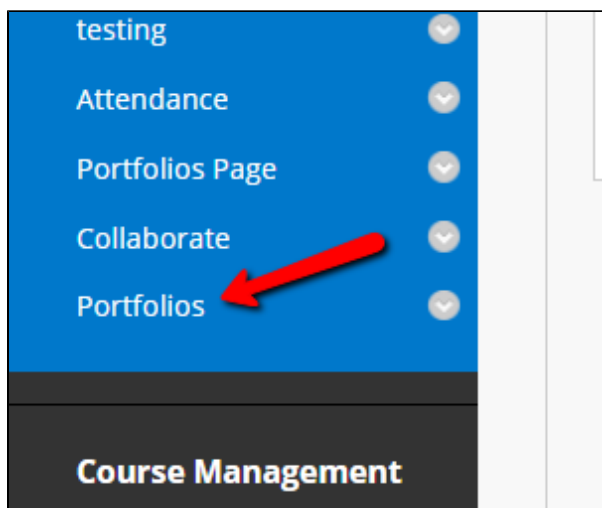 testing
Attendance
Portfolios Page
Collaborate
Portfolios
Course Management